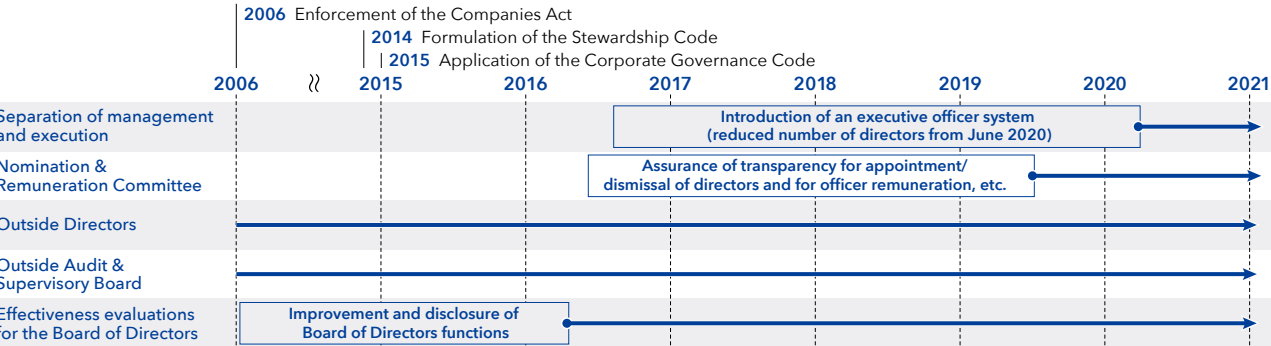 2006 Enforcement of the Companies Act
2014 Formulation of the Stewardship Code
2015 Application of the Corporate Governance Code
2006 2015 2016 2017 2018 2019 2020 2021
Separation of management
and execution
Introduction of an executive officer system
(reduced number of directors from June 2020)
Nomination &
Remuneration Committee
Assurance of transparency for appointment/
dismissal of directors and for officer remuneration, etc.
Outside Directors
Outside Audit &
Supervisory Board
Effectiveness evaluations
for the Board of Directors
Improvement and disclosure of
Board of Directors functions